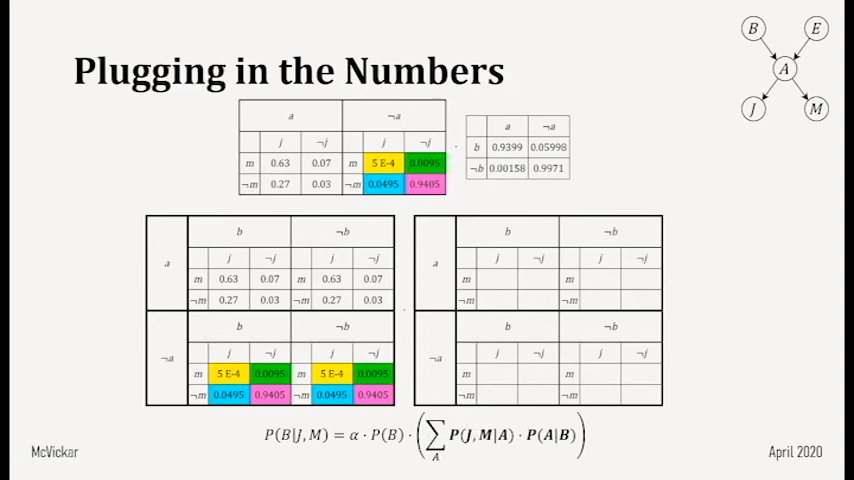 B E
A
J M
Plugging in the Numbers
a ¬a
j ¬j j ¬j
m 0.63 0.07 m 5 E-4 0.0095
¬m 0.27 0.03 ¬m 0.0495 0.9405
·
a ¬a
b 0.9399 0.05998
¬b 0.00158 0.9971
a b ¬b
j ¬j j ¬j
m 0.63 0.07 m 0.63 0.07
¬m 0.27 0.03 ¬m 0.27 0.03
¬a b ¬b
j ¬j j ¬j
m 5 E-4 0.0095 m 5 E-4 0.0095
¬m 0.0495 0.9405 ¬m 0.0495 0.9405
·
a b ¬b
j ¬j j ¬j
m m
¬m ¬m
¬a b ¬b
j ¬j j ¬j
m m
¬m ¬m
P(B|J, M) = α · P(B) · (∑_A P(J, M|A) · P(A|B))
McVickar
April 2020